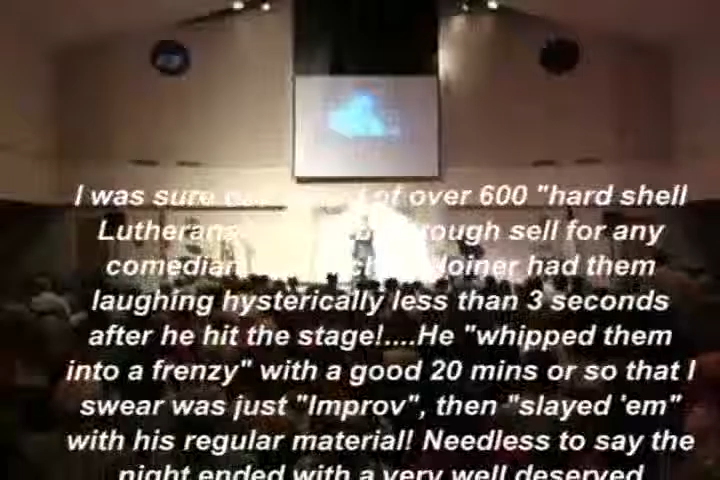 I was sure of over 600 "hard shell
Lutherans rough sell for any
comedian had them
laughing hysterically less than 3 seconds
after he hit the stage!....He "whipped them
into a frenzy" with a good 20 mins or so that I
swear was just "Improv", then "slayed 'em"
with his regular material! Needless to say the
night ended with a very well deserved